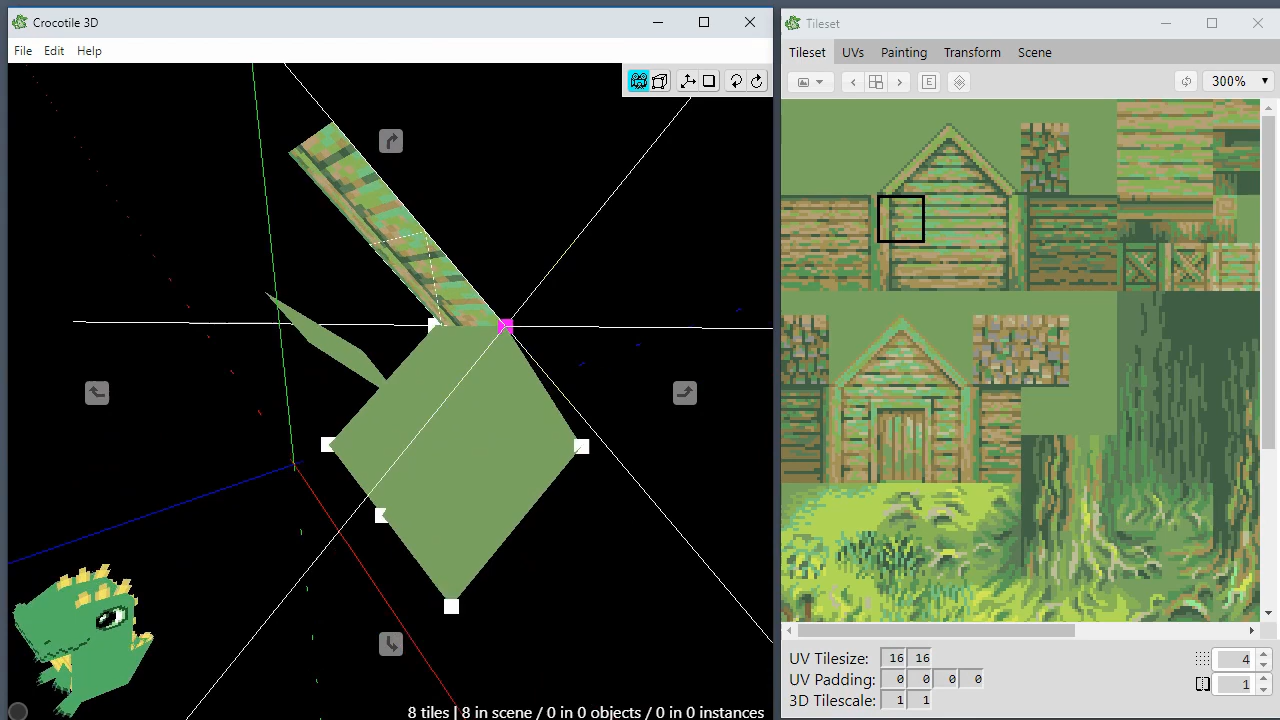 Crocotile 3D
File Edit Help
8 tiles | 8 in scene / 0 in 0 objects / 0 in 0 instances
Tileset
Tileset UVs Painting Transform Scene
E 300%
UV Tilesize: 16 16 4
UV Padding: 0 0 0 0 1
3D Tilescale: 1 1